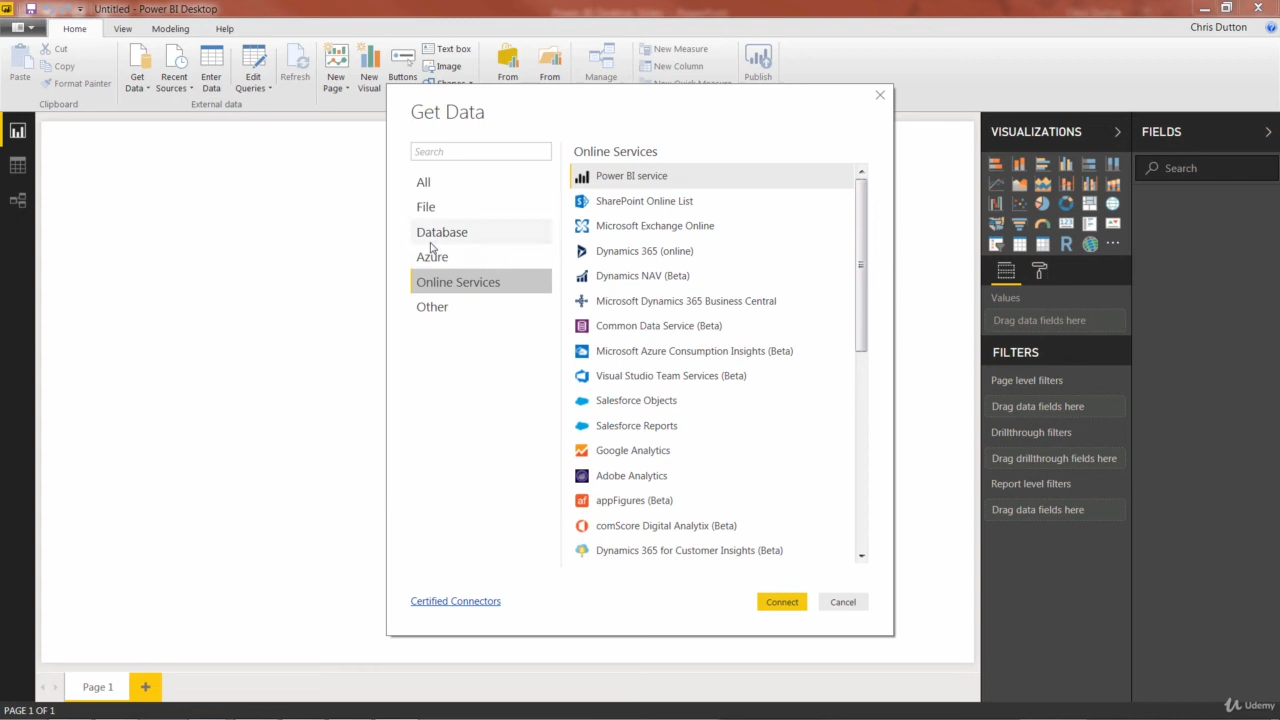 Untitled - Power BI Desktop
Home
View
Modeling
Help
Chris Dutton
Paste
Cut
Copy
Format Painter
Clipboard
Get Data
Recent Sources
Enter Data
External data
Edit Queries
Refresh
New Page
New Visual
Buttons
Text box
Image
From
From
Manage
New Measure
New Column
Publish
Get Data
Search
All
File
Database
Azure
Online Services
Other
Online Services
Power BI service
SharePoint Online List
Microsoft Exchange Online
Dynamics 365 (online)
Dynamics NAV (Beta)
Microsoft Dynamics 365 Business Central
Common Data Service (Beta)
Microsoft Azure Consumption Insights (Beta)
Visual Studio Team Services (Beta)
Salesforce Objects
Salesforce Reports
Google Analytics
Adobe Analytics
appFigures (Beta)
comScore Digital Analytix (Beta)
Dynamics 365 for Customer Insights (Beta)
Certified Connectors
Connect
Cancel
VISUALIZATIONS
Values
Drag data fields here
FILTERS
Page level filters
Drag data fields here
Drillthrough filters
Drag drillthrough fields here
Report level filters
Drag data fields here
FIELDS
Search
Page 1
PAGE 1 OF 1
Udemy